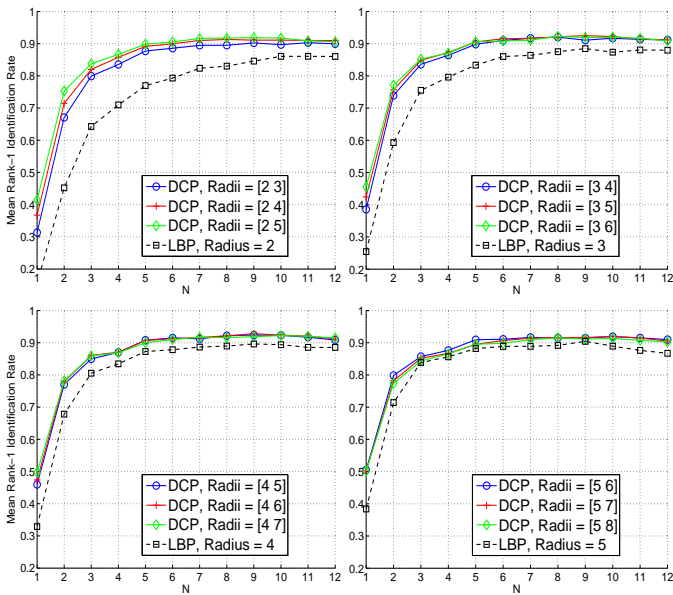 1
0.9
0.8
0.7
0.6
0.5
0.4
0.3
0.2
Mean Rank−1 Identification Rate
DCP, Radii = [2 3]
DCP, Radii = [2 4]
DCP, Radii = [2 5]
LBP, Radius = 2
1 2 3 4 5 6 7 8 9 10 11 12
N
1
0.9
0.8
0.7
0.6
0.5
0.4
0.3
0.2
DCP, Radii = [3 4]
DCP, Radii = [3 5]
DCP, Radii = [3 6]
LBP, Radius = 3
1 2 3 4 5 6 7 8 9 10 11 12
N
1
0.9
0.8
0.7
0.6
0.5
0.4
0.3
0.2
Mean Rank−1 Identification Rate
DCP, Radii = [4 5]
DCP, Radii = [4 6]
DCP, Radii = [4 7]
LBP, Radius = 4
1 2 3 4 5 6 7 8 9 10 11 12
N
1
0.9
0.8
0.7
0.6
0.5
0.4
0.3
0.2
DCP, Radii = [5 6]
DCP, Radii = [5 7]
DCP, Radii = [5 8]
LBP, Radius = 5
1 2 3 4 5 6 7 8 9 10 11 12
N